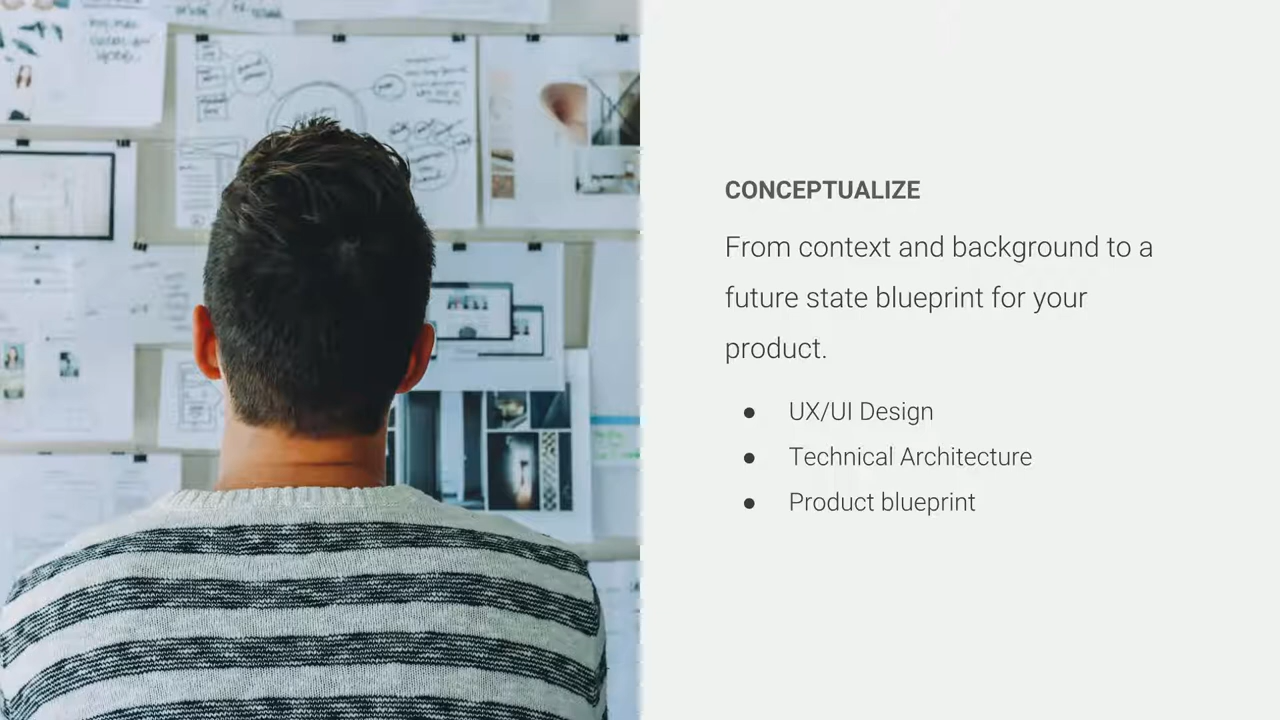 CONCEPTUALIZE
From context and background to a
future state blueprint for your
product.
● UX/UI Design
● Technical Architecture
● Product blueprint